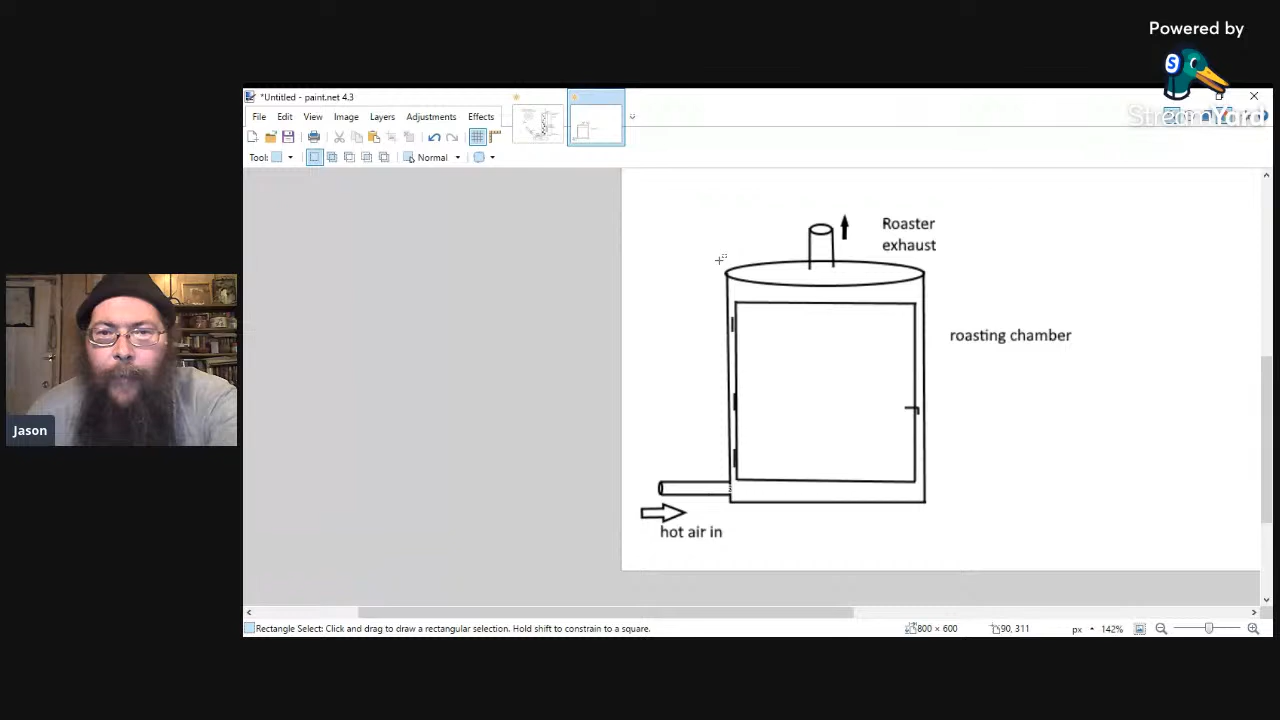 Powered by
StreamYard
*Untitled - paint.net 4.3
File Edit View Image Layers Adjustments Effects
Tool: Normal
Roaster
exhaust
roasting chamber
hot air in
Jason
Rectangle Select: Click and drag to draw a rectangular selection. Hold shift to constrain to a square.
800 × 600
90, 311
px
142%